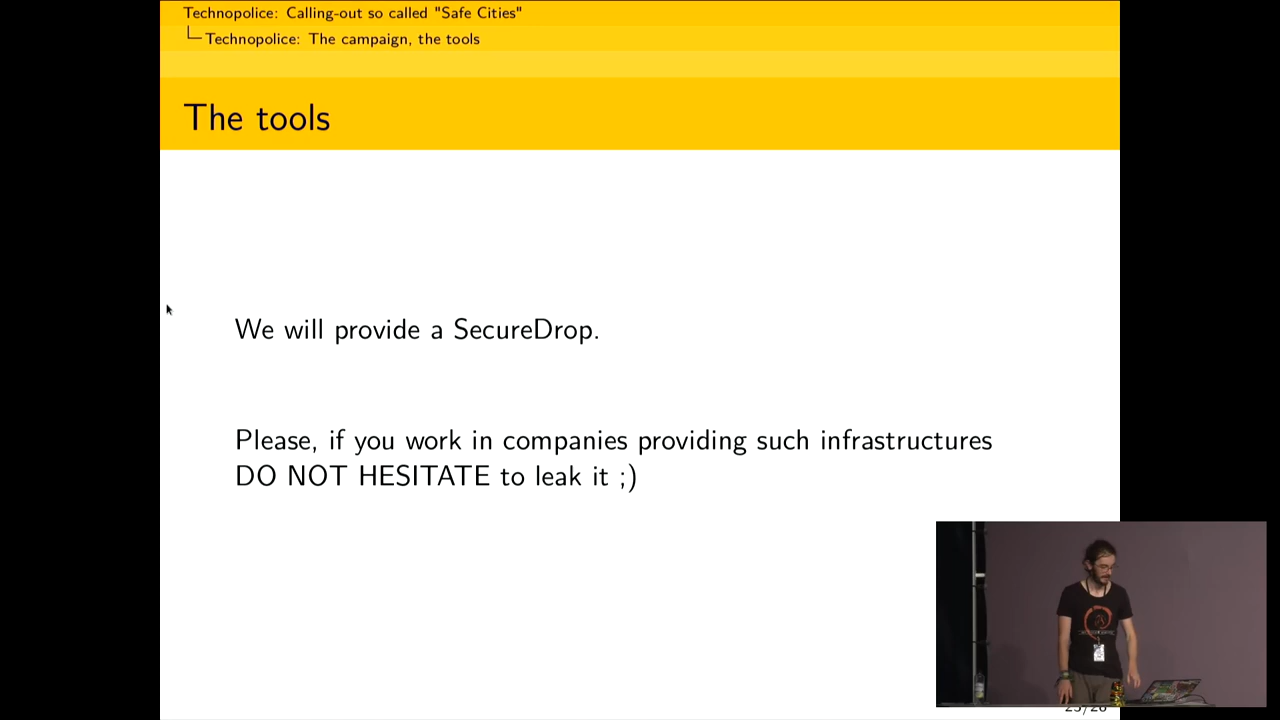 Technopolice: Calling-out so called "Safe Cities"
Technopolice: The campaign, the tools
The tools
We will provide a SecureDrop.
Please, if you work in companies providing such infrastructures
DO NOT HESITATE to leak it ;)